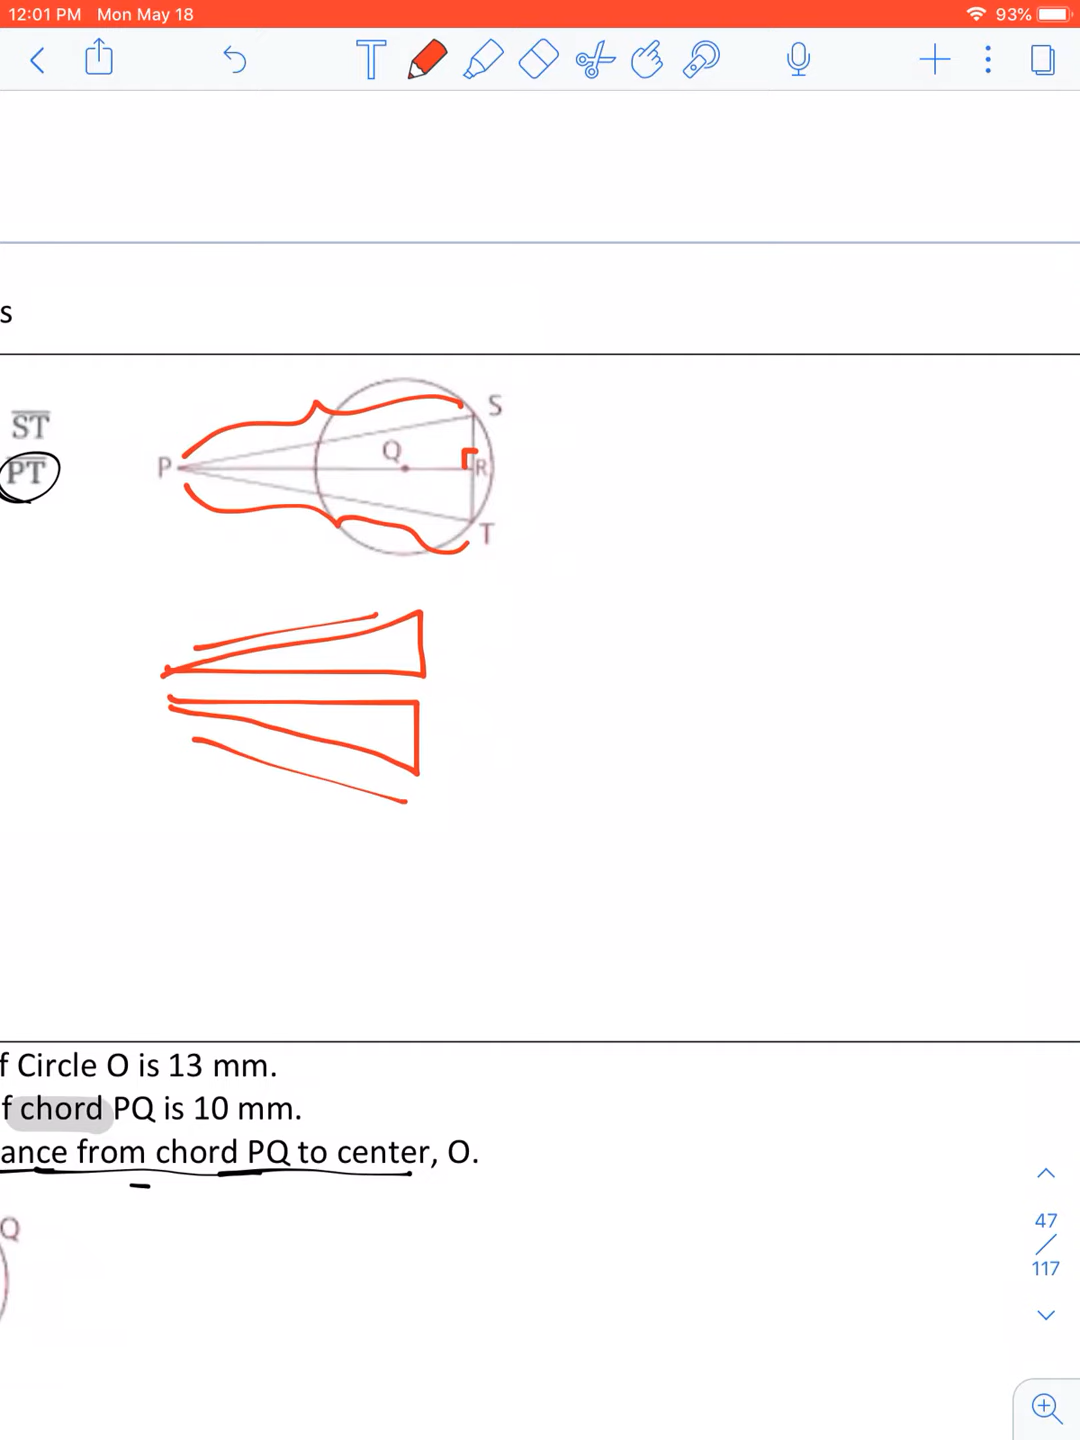 12:01 PM Mon May 18 93%
T
s
ST
PT
P
Q
S
R
T
f Circle O is 13 mm.
f chord PQ is 10 mm.
ance from chord PQ to center, O.
Q
47
/
117